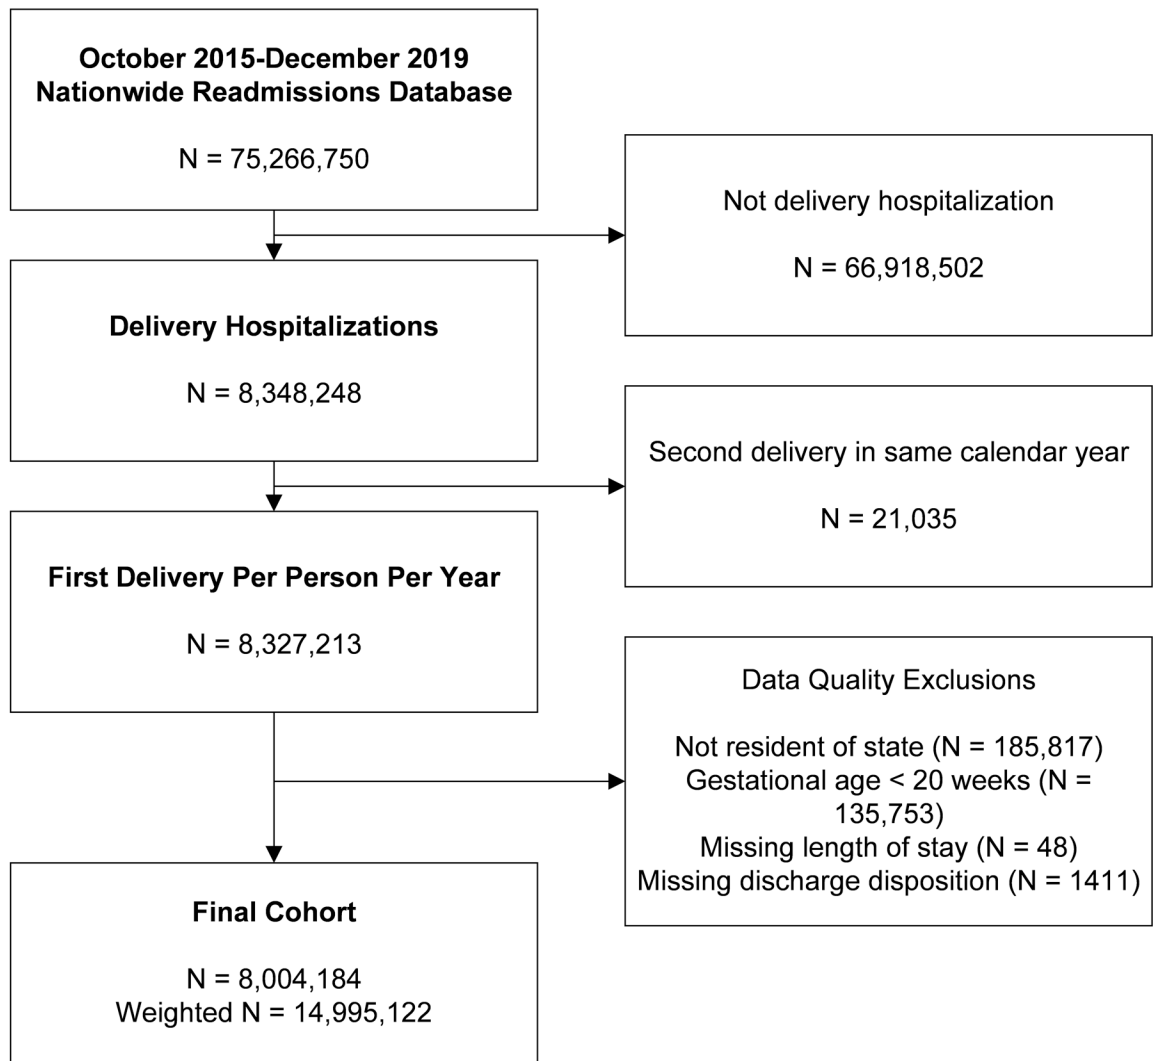 October 2015-December 2019
Nationwide Readmissions Database
N = 75,266,750
Not delivery hospitalization
N = 66,918,502
Delivery Hospitalizations
N = 8,348,248
Second delivery in same calendar year
N = 21,035
First Delivery Per Person Per Year
N = 8,327,213
Data Quality Exclusions
Not resident of state (N = 185,817)
Gestational age < 20 weeks (N =
135,753)
Missing length of stay (N = 48)
Missing discharge disposition (N = 1411)
Final Cohort
N = 8,004,184
Weighted N = 14,995,122